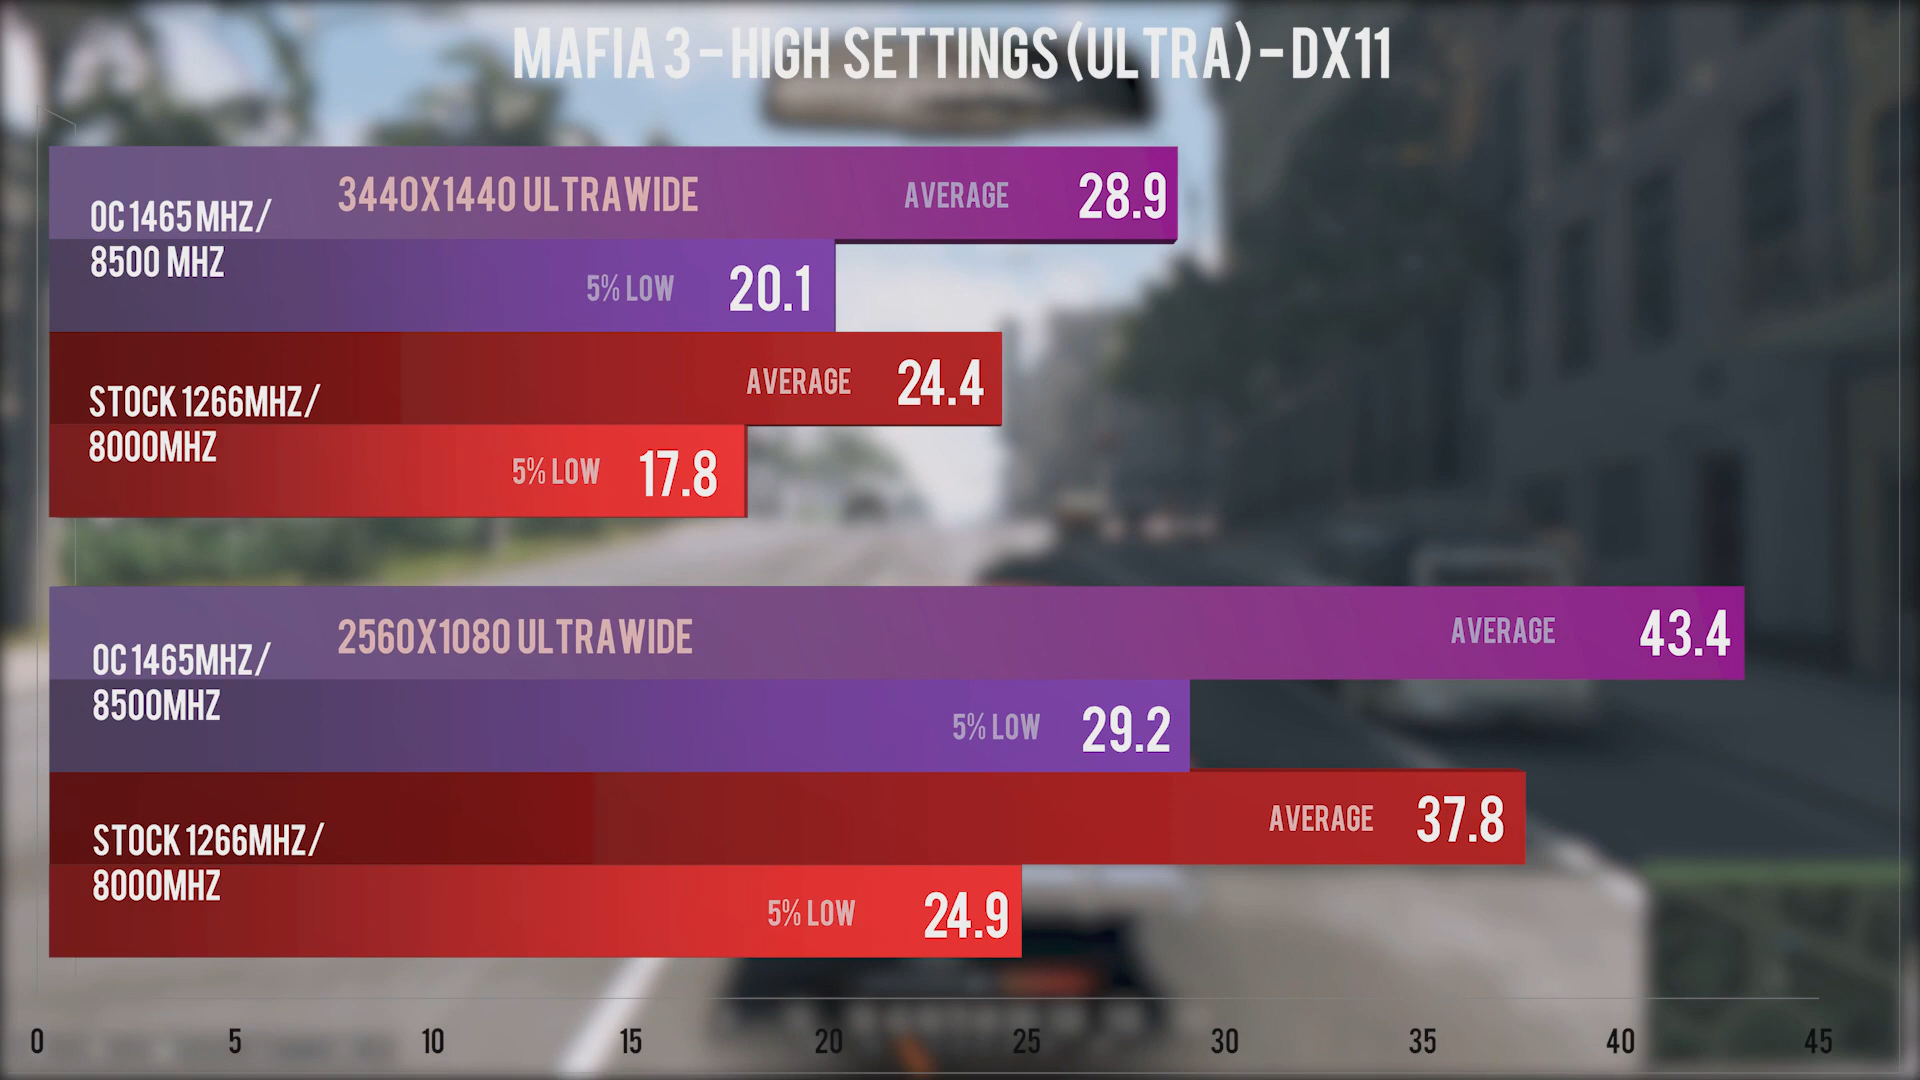 MAFIA 3 - HIGH SETTINGS (ULTRA) - DX11
OC 1465 MHZ/
8500 MHZ
3440X1440 ULTRAWIDE
AVERAGE 28.9
5% LOW 20.1
STOCK 1266MHZ/
8000MHZ
AVERAGE 24.4
5% LOW 17.8
OC 1465MHZ/
8500MHZ
2560X1080 ULTRAWIDE
AVERAGE 43.4
5% LOW 29.2
STOCK 1266MHZ/
8000MHZ
AVERAGE 37.8
5% LOW 24.9
0 5 10 15 20 25 30 35 40 45